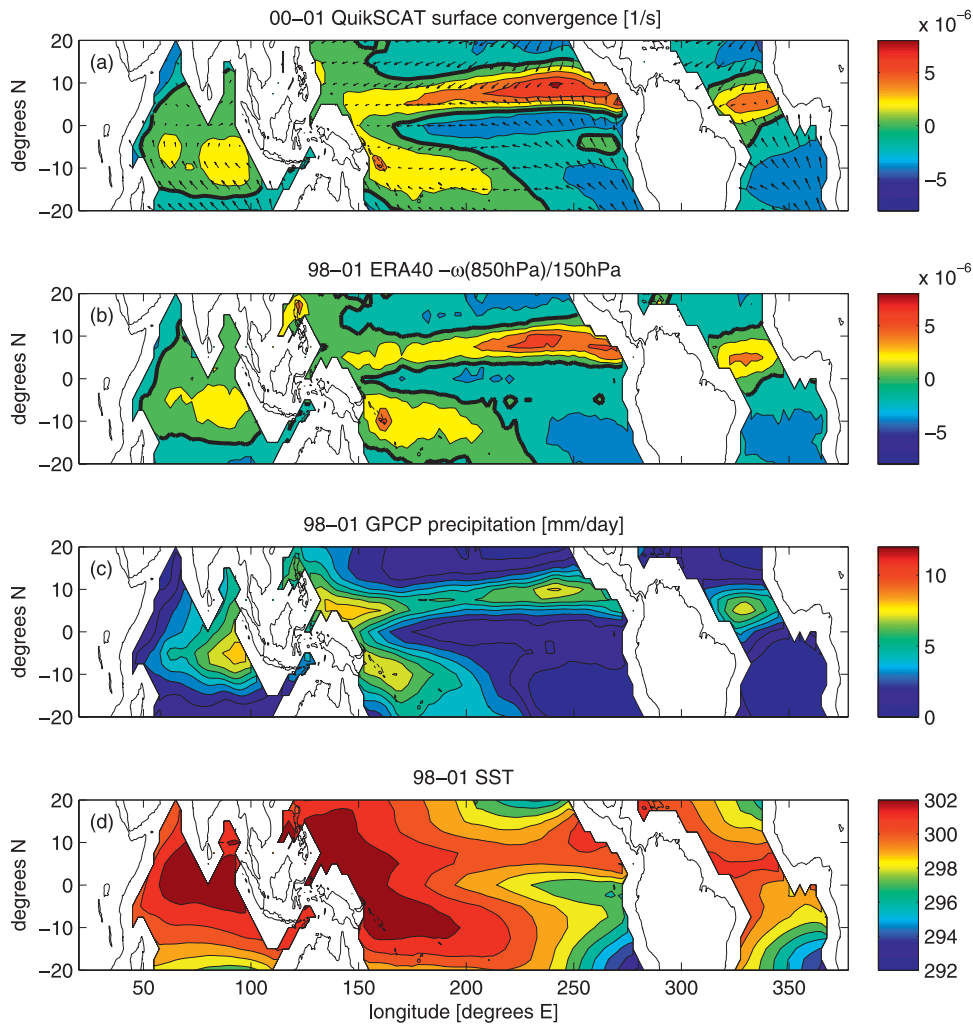 00−01 QuikSCAT surface convergence [1/s]
x 10⁻⁶
(a)
degrees N
20
10
0
−10
−20
5
0
−5
98−01 ERA40 −ω(850hPa)/150hPa
x 10⁻⁶
(b)
degrees N
20
10
0
−10
−20
5
0
−5
98−01 GPCP precipitation [mm/day]
(c)
degrees N
20
10
0
−10
−20
10
5
0
98−01 SST
(d)
degrees N
20
10
0
−10
−20
302
300
298
296
294
292
50 100 150 200 250 300 350
longitude [degrees E]